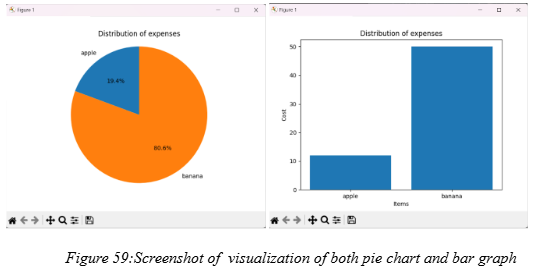 Figure 1
Distribution of expenses
apple
19.4%
80.6%
banana
Figure 1
Distribution of expenses
50
40
30
20
10
0
Cost
apple
banana
Items
Figure 59:Screenshot of visualization of both pie chart and bar graph